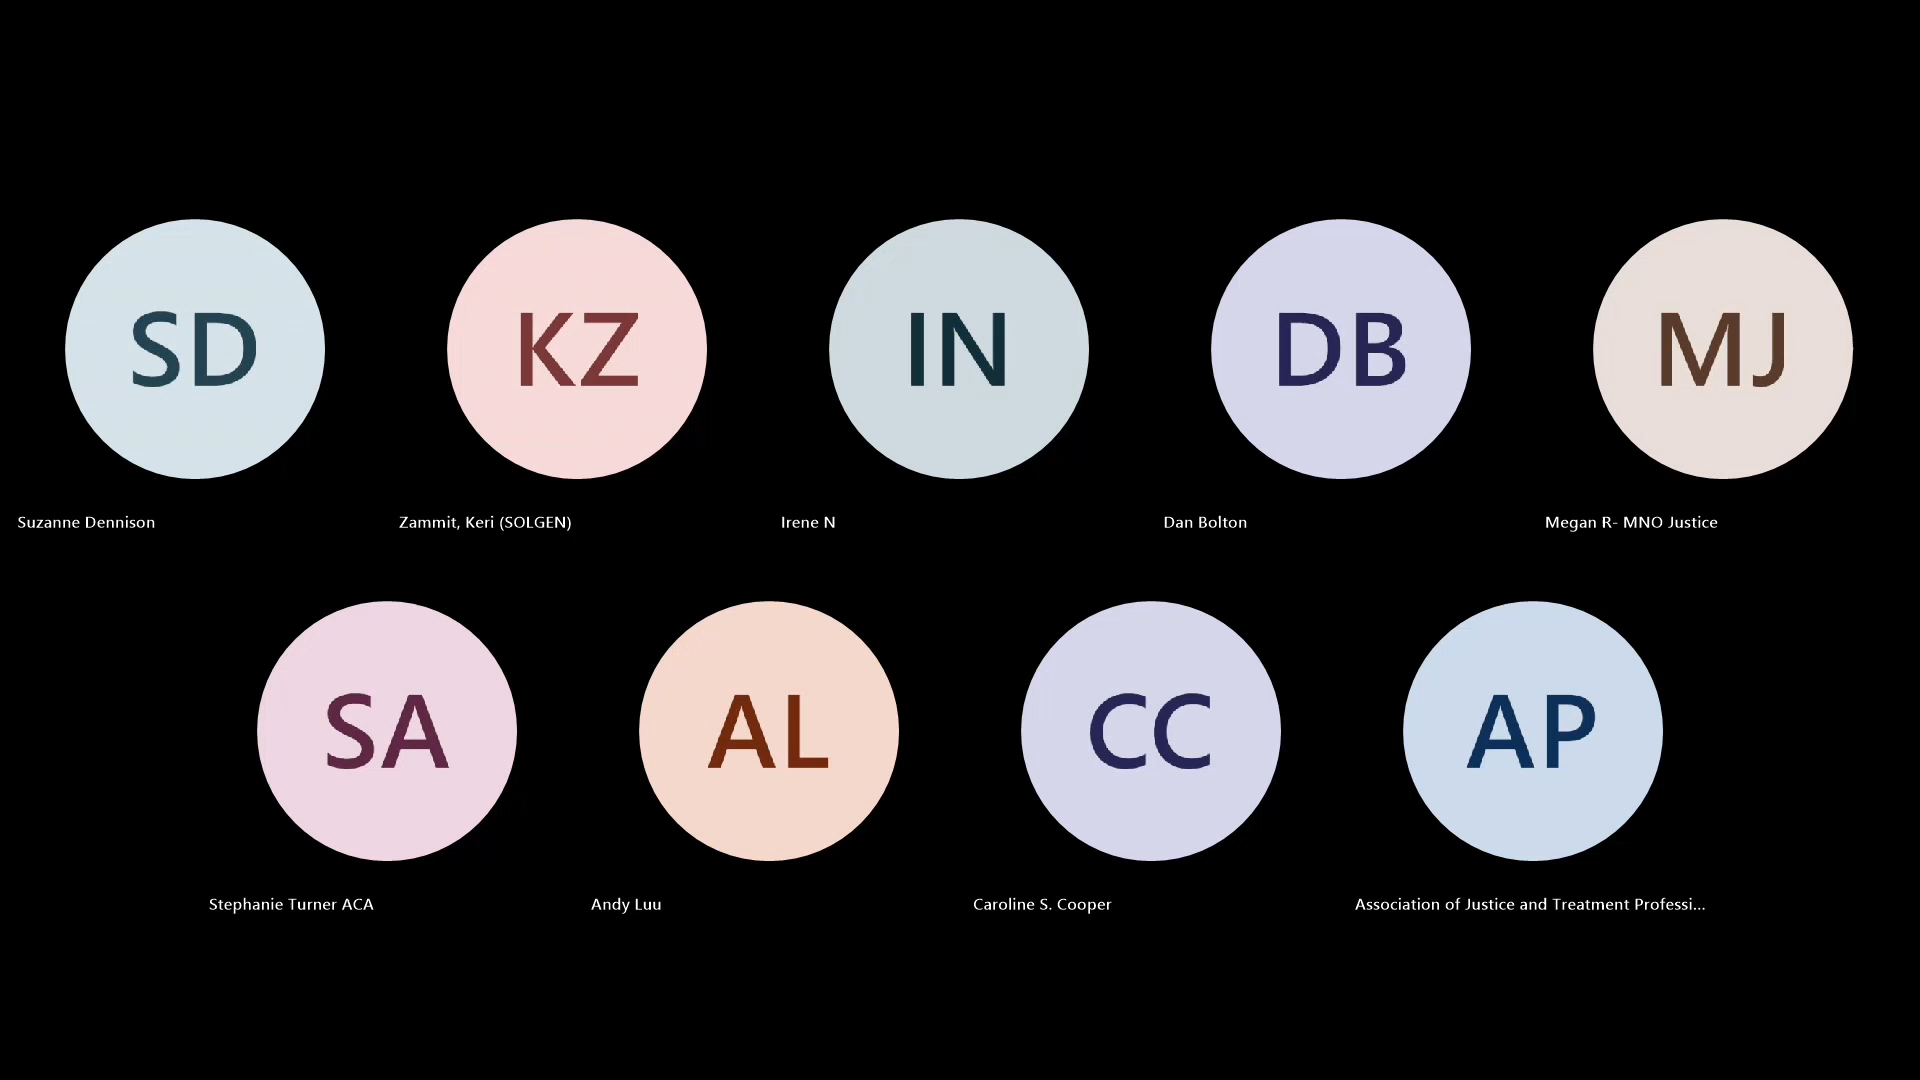 SD
KZ
IN
DB
MJ
Suzanne Dennison
Zammit, Keri (SOLGEN)
Irene N
Dan Bolton
Megan R- MNO Justice
SA
AL
CC
AP
Stephanie Turner ACA
Andy Luu
Caroline S. Cooper
Association of Justice and Treatment Professi...